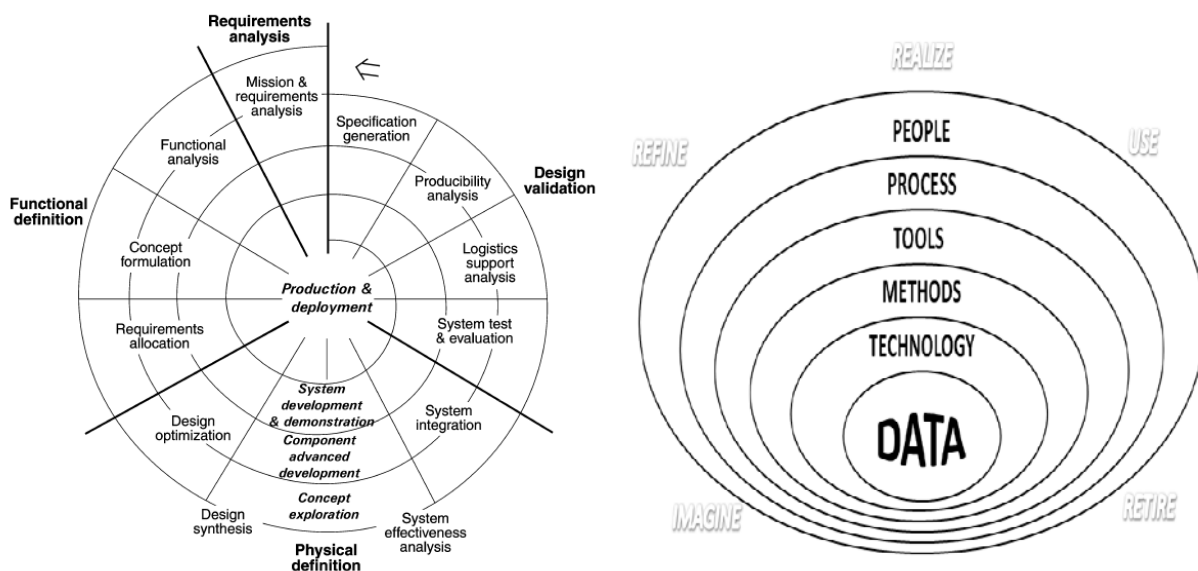 Requirements
analysis
Mission &
requirements
analysis
Specification
generation
Functional
analysis
Producibility
analysis
Design
validation
Functional
definition
Concept
formulation
Logistics
support
analysis
Production &
deployment
Requirements
allocation
System test
& evaluation
System
development
& demonstration
Design
optimization
System
integration
Component
advanced
development
Concept
exploration
Design
synthesis
System
effectiveness
analysis
Physical
definition
REALIZE
REFINE
USE
PEOPLE
PROCESS
TOOLS
METHODS
TECHNOLOGY
DATA
IMAGINE
RETIRE